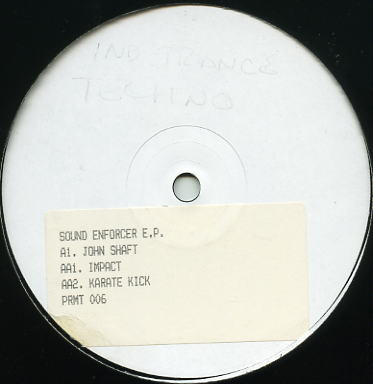 IND TRANCE
TECHNO
SOUND ENFORCER E.P.
A1. JOHN SHAFT
AA1. IMPACT
AA2. KARATE KICK
PRMT 006